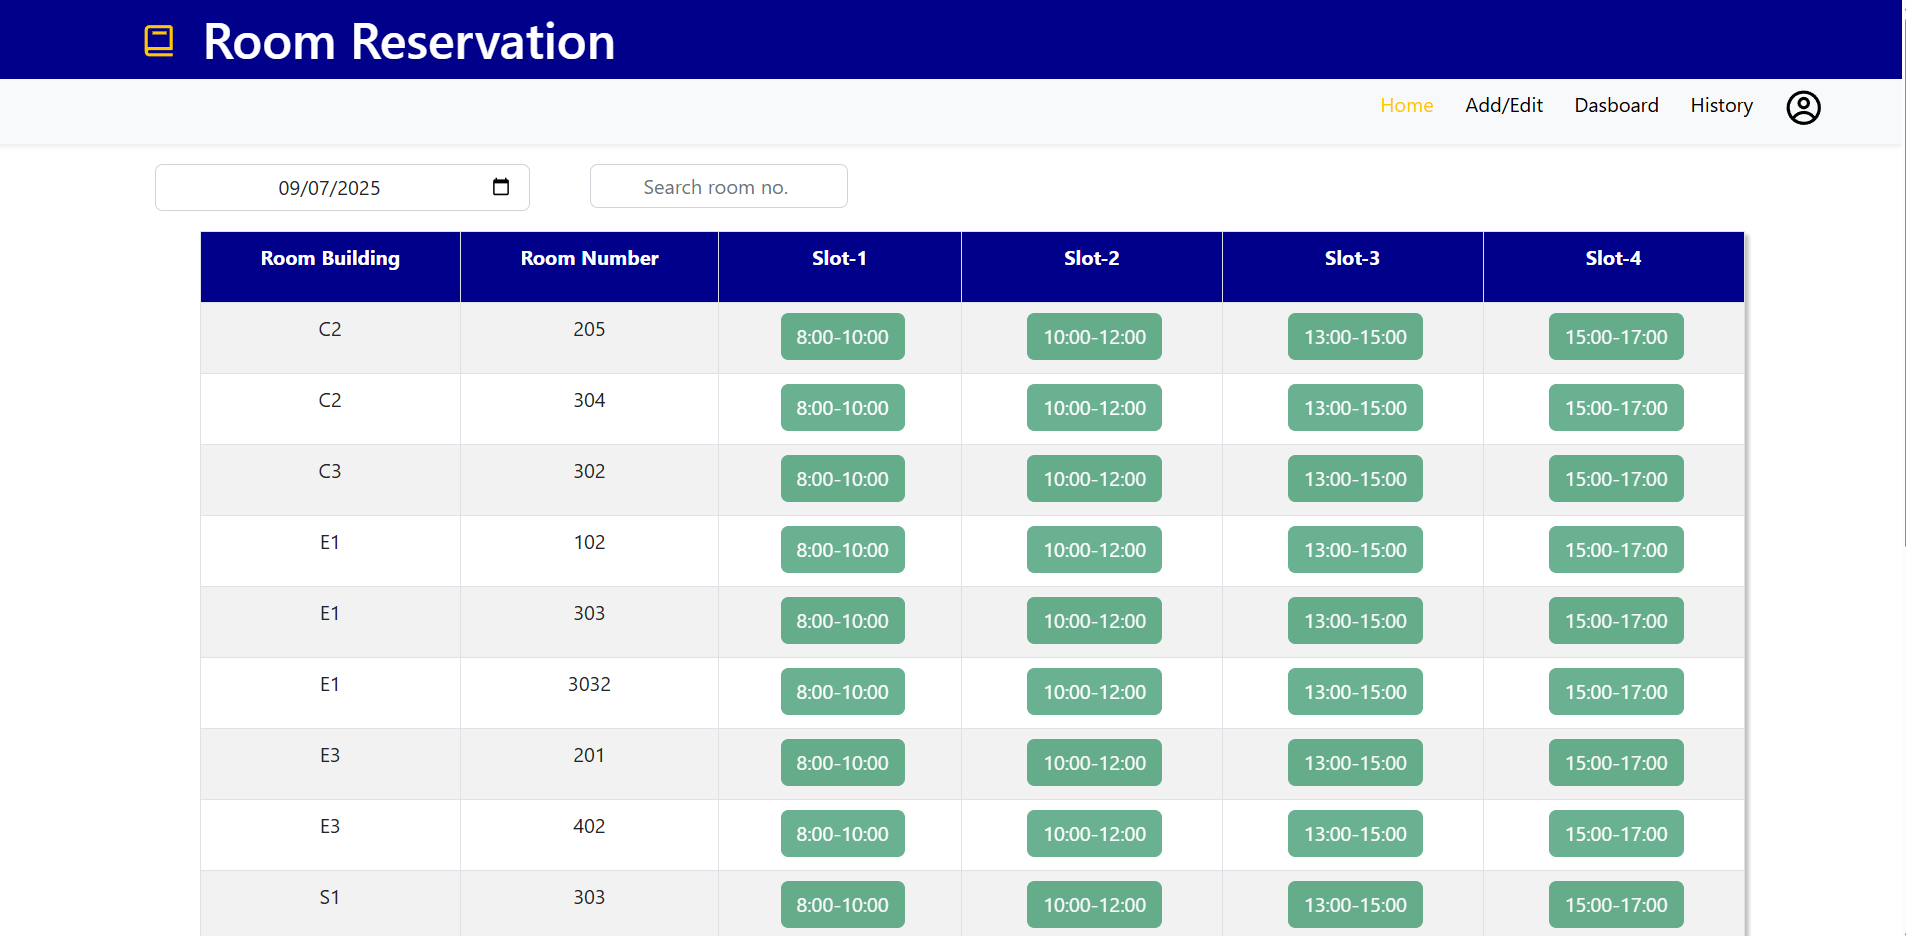 Room Reservation
Home Add/Edit Dasboard History
09/07/2025 Search room no.
Room Building Room Number Slot-1 Slot-2 Slot-3 Slot-4
C2 205 8:00-10:00 10:00-12:00 13:00-15:00 15:00-17:00
C2 304 8:00-10:00 10:00-12:00 13:00-15:00 15:00-17:00
C3 302 8:00-10:00 10:00-12:00 13:00-15:00 15:00-17:00
E1 102 8:00-10:00 10:00-12:00 13:00-15:00 15:00-17:00
E1 303 8:00-10:00 10:00-12:00 13:00-15:00 15:00-17:00
E1 3032 8:00-10:00 10:00-12:00 13:00-15:00 15:00-17:00
E3 201 8:00-10:00 10:00-12:00 13:00-15:00 15:00-17:00
E3 402 8:00-10:00 10:00-12:00 13:00-15:00 15:00-17:00
S1 303 8:00-10:00 10:00-12:00 13:00-15:00 15:00-17:00